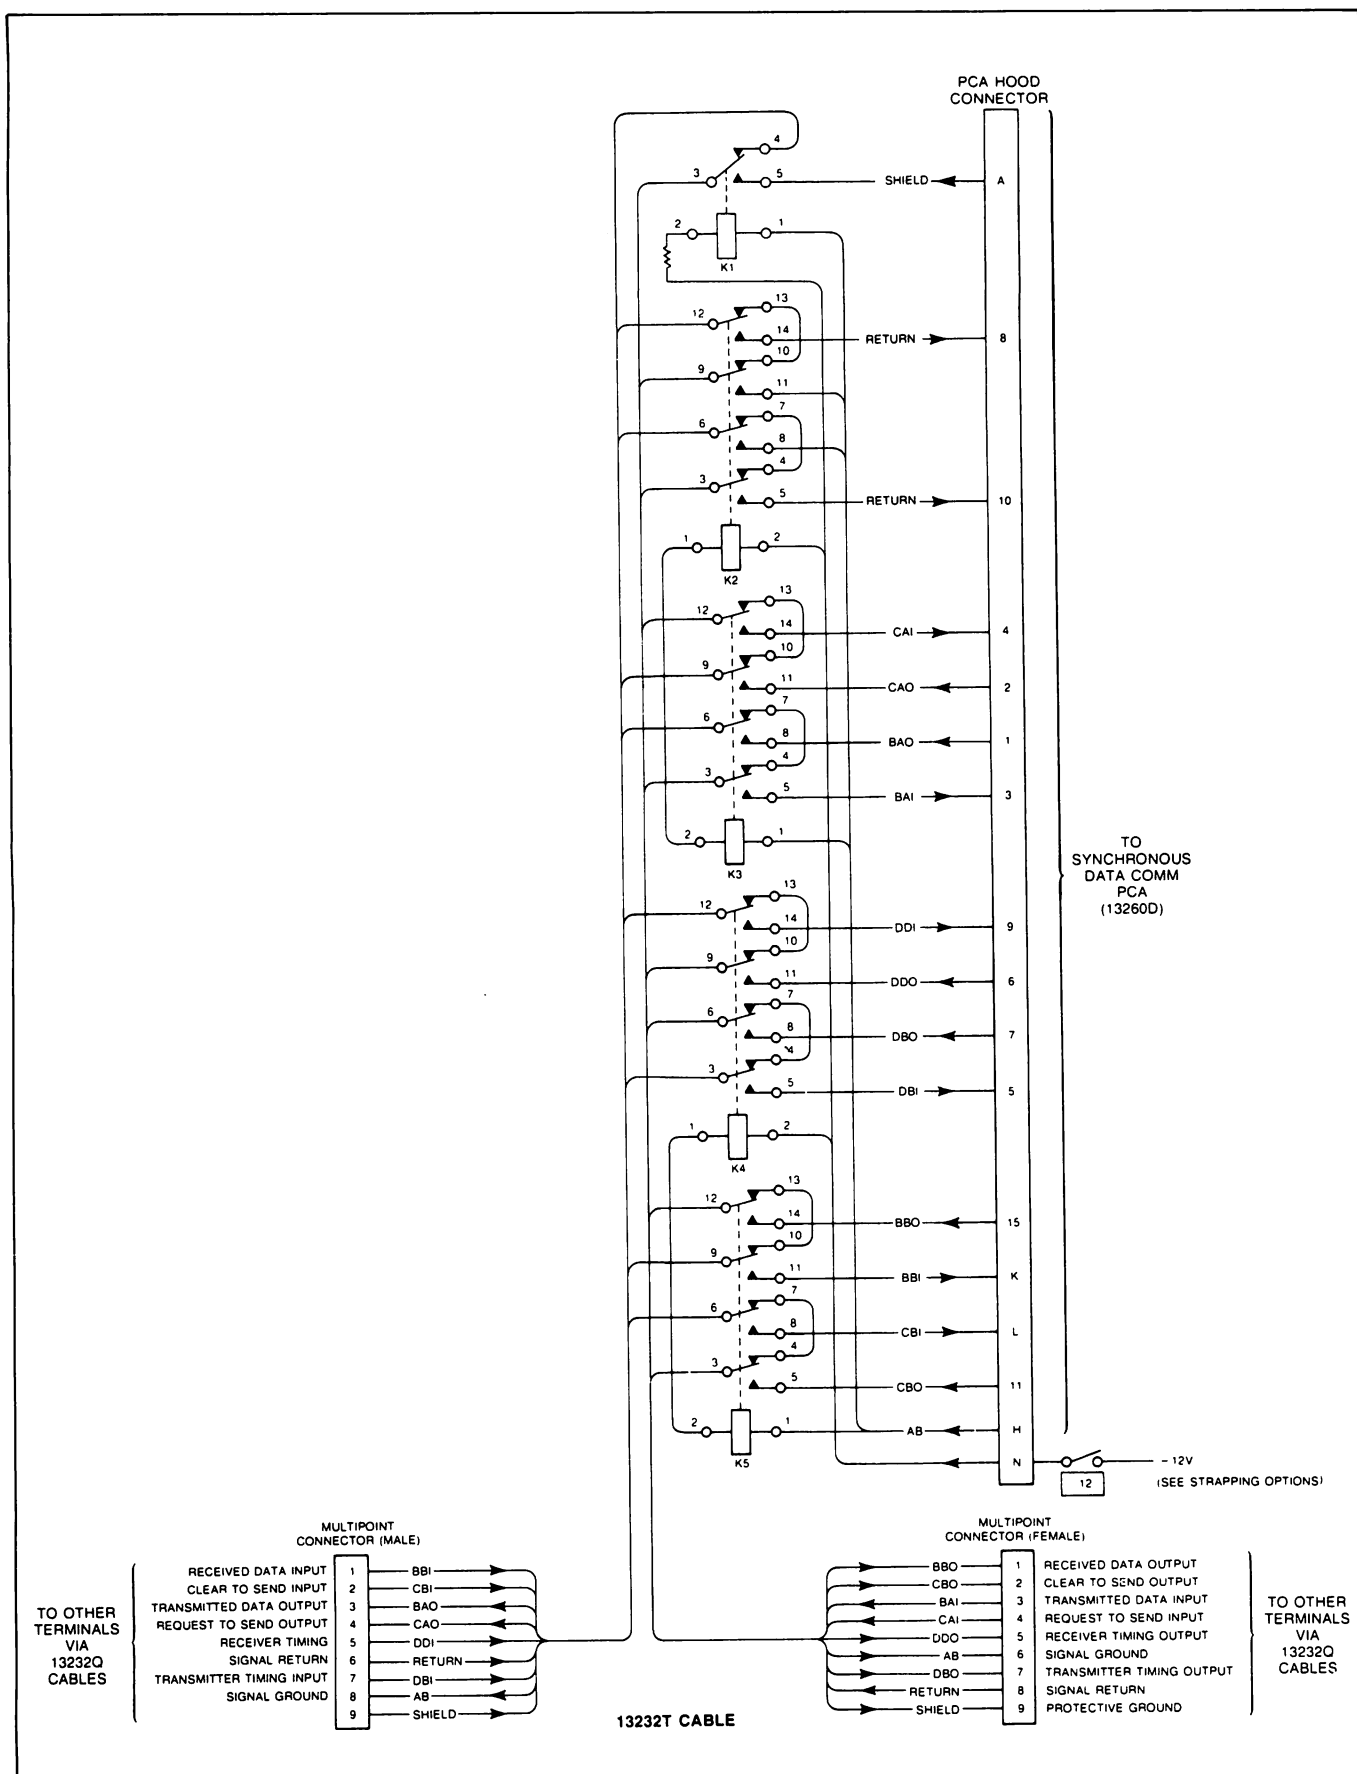 PCA HOOD
CONNECTOR
4
3
5
SHIELD
A
2
1
K1
13
12
14
RETURN
8
10
9
11
7
6
8
4
3
5
RETURN
10
1
2
K2
13
12
14
CAI
4
10
9
11
CAO
2
7
6
8
BAO
1
4
3
5
BAI
3
2
1
K3
TO
SYNCHRONOUS
DATA COMM
PCA
(13260D)
13
12
14
DDI
9
10
9
11
DDO
6
7
6
8
DBO
7
4
3
5
DBI
5
1
2
K4
13
12
14
BBO
15
10
9
11
BBI
K
7
6
8
CBI
L
4
3
5
CBO
11
2
1
AB
H
K5
N
-12V
12
(SEE STRAPPING OPTIONS)
MULTIPOINT
CONNECTOR (MALE)
RECEIVED DATA INPUT 1 BBI
CLEAR TO SEND INPUT 2 CBI
TRANSMITTED DATA OUTPUT 3 BAO
REQUEST TO SEND OUTPUT 4 CAO
RECEIVER TIMING 5 DDI
SIGNAL RETURN 6 RETURN
TRANSMITTER TIMING INPUT 7 DBI
SIGNAL GROUND 8 AB
9 SHIELD
TO OTHER
TERMINALS
VIA
13232Q
CABLES
13232T CABLE
MULTIPOINT
CONNECTOR (FEMALE)
BBO 1 RECEIVED DATA OUTPUT
CBO 2 CLEAR TO SEND OUTPUT
BAI 3 TRANSMITTED DATA INPUT
CAI 4 REQUEST TO SEND INPUT
DDO 5 RECEIVER TIMING OUTPUT
AB 6 SIGNAL GROUND
DBO 7 TRANSMITTER TIMING OUTPUT
RETURN 8 SIGNAL RETURN
SHIELD 9 PROTECTIVE GROUND
TO OTHER
TERMINALS
VIA
13232Q
CABLES